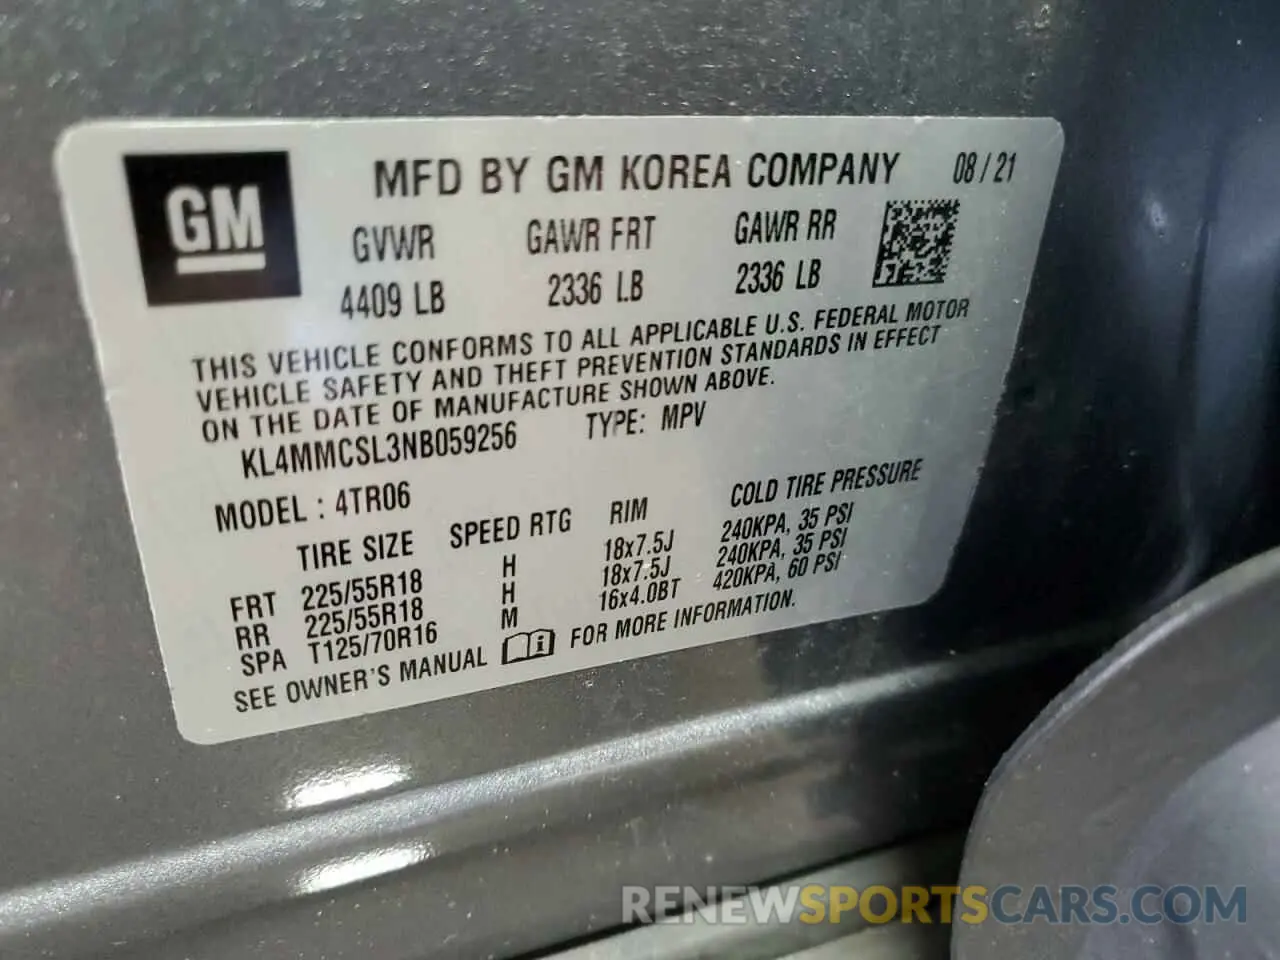 GM
MFD BY GM KOREA COMPANY 08 / 21
GVWR GAWR FRT GAWR RR
4409 LB 2336 LB 2336 LB
THIS VEHICLE CONFORMS TO ALL APPLICABLE U.S. FEDERAL MOTOR
VEHICLE SAFETY AND THEFT PREVENTION STANDARDS IN EFFECT
ON THE DATE OF MANUFACTURE SHOWN ABOVE.
KL4MMCSL3NB059256 TYPE: MPV
MODEL : 4TR06
TIRE SIZE SPEED RTG RIM COLD TIRE PRESSURE
FRT 225/55R18 H 18x7.5J 240KPA, 35 PSI
RR 225/55R18 H 18x7.5J 240KPA, 35 PSI
SPA T125/70R16 M 16x4.0BT 420KPA, 60 PSI
SEE OWNER'S MANUAL i FOR MORE INFORMATION.
RENEWSPORTSCARS.COM